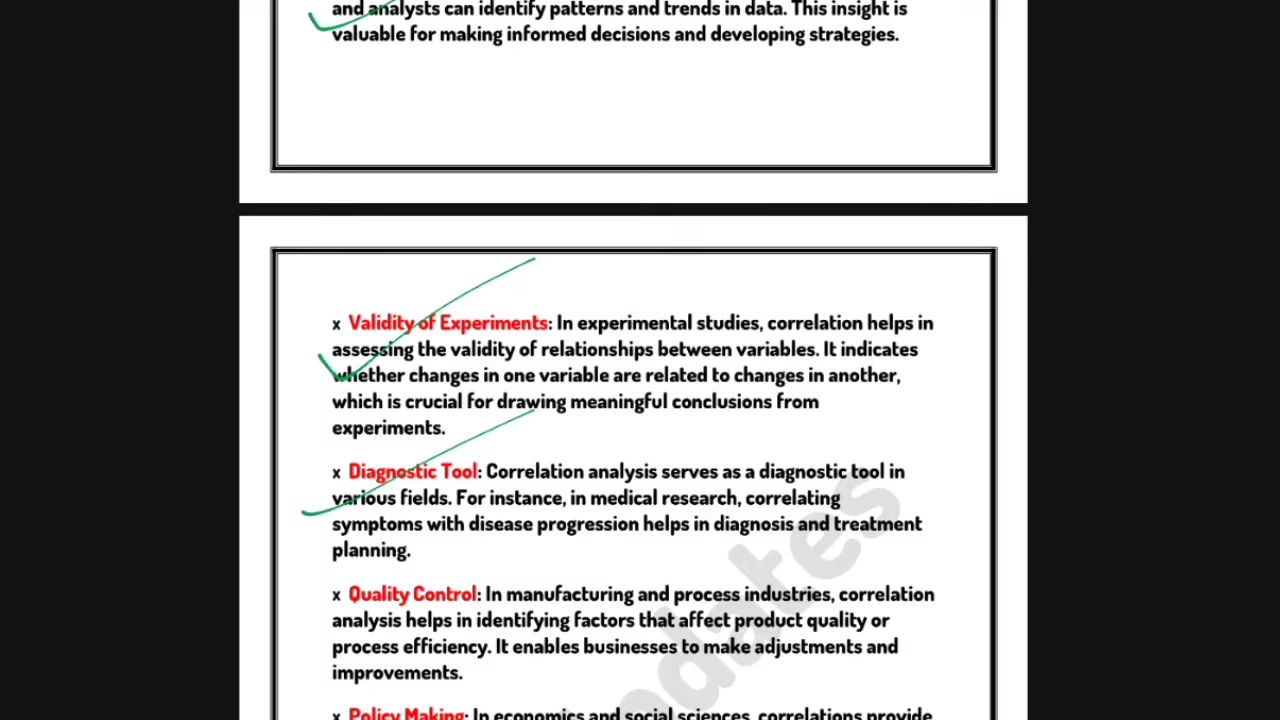 and analysts can identify patterns and trends in data. This insight is
valuable for making informed decisions and developing strategies.
x Validity of Experiments: In experimental studies, correlation helps in
assessing the validity of relationships between variables. It indicates
whether changes in one variable are related to changes in another,
which is crucial for drawing meaningful conclusions from
experiments.
x Diagnostic Tool: Correlation analysis serves as a diagnostic tool in
various fields. For instance, in medical research, correlating
symptoms with disease progression helps in diagnosis and treatment
planning.
x Quality Control: In manufacturing and process industries, correlation
analysis helps in identifying factors that affect product quality or
process efficiency. It enables businesses to make adjustments and
improvements.
x Policy Making: In economics and social sciences, correlations provide